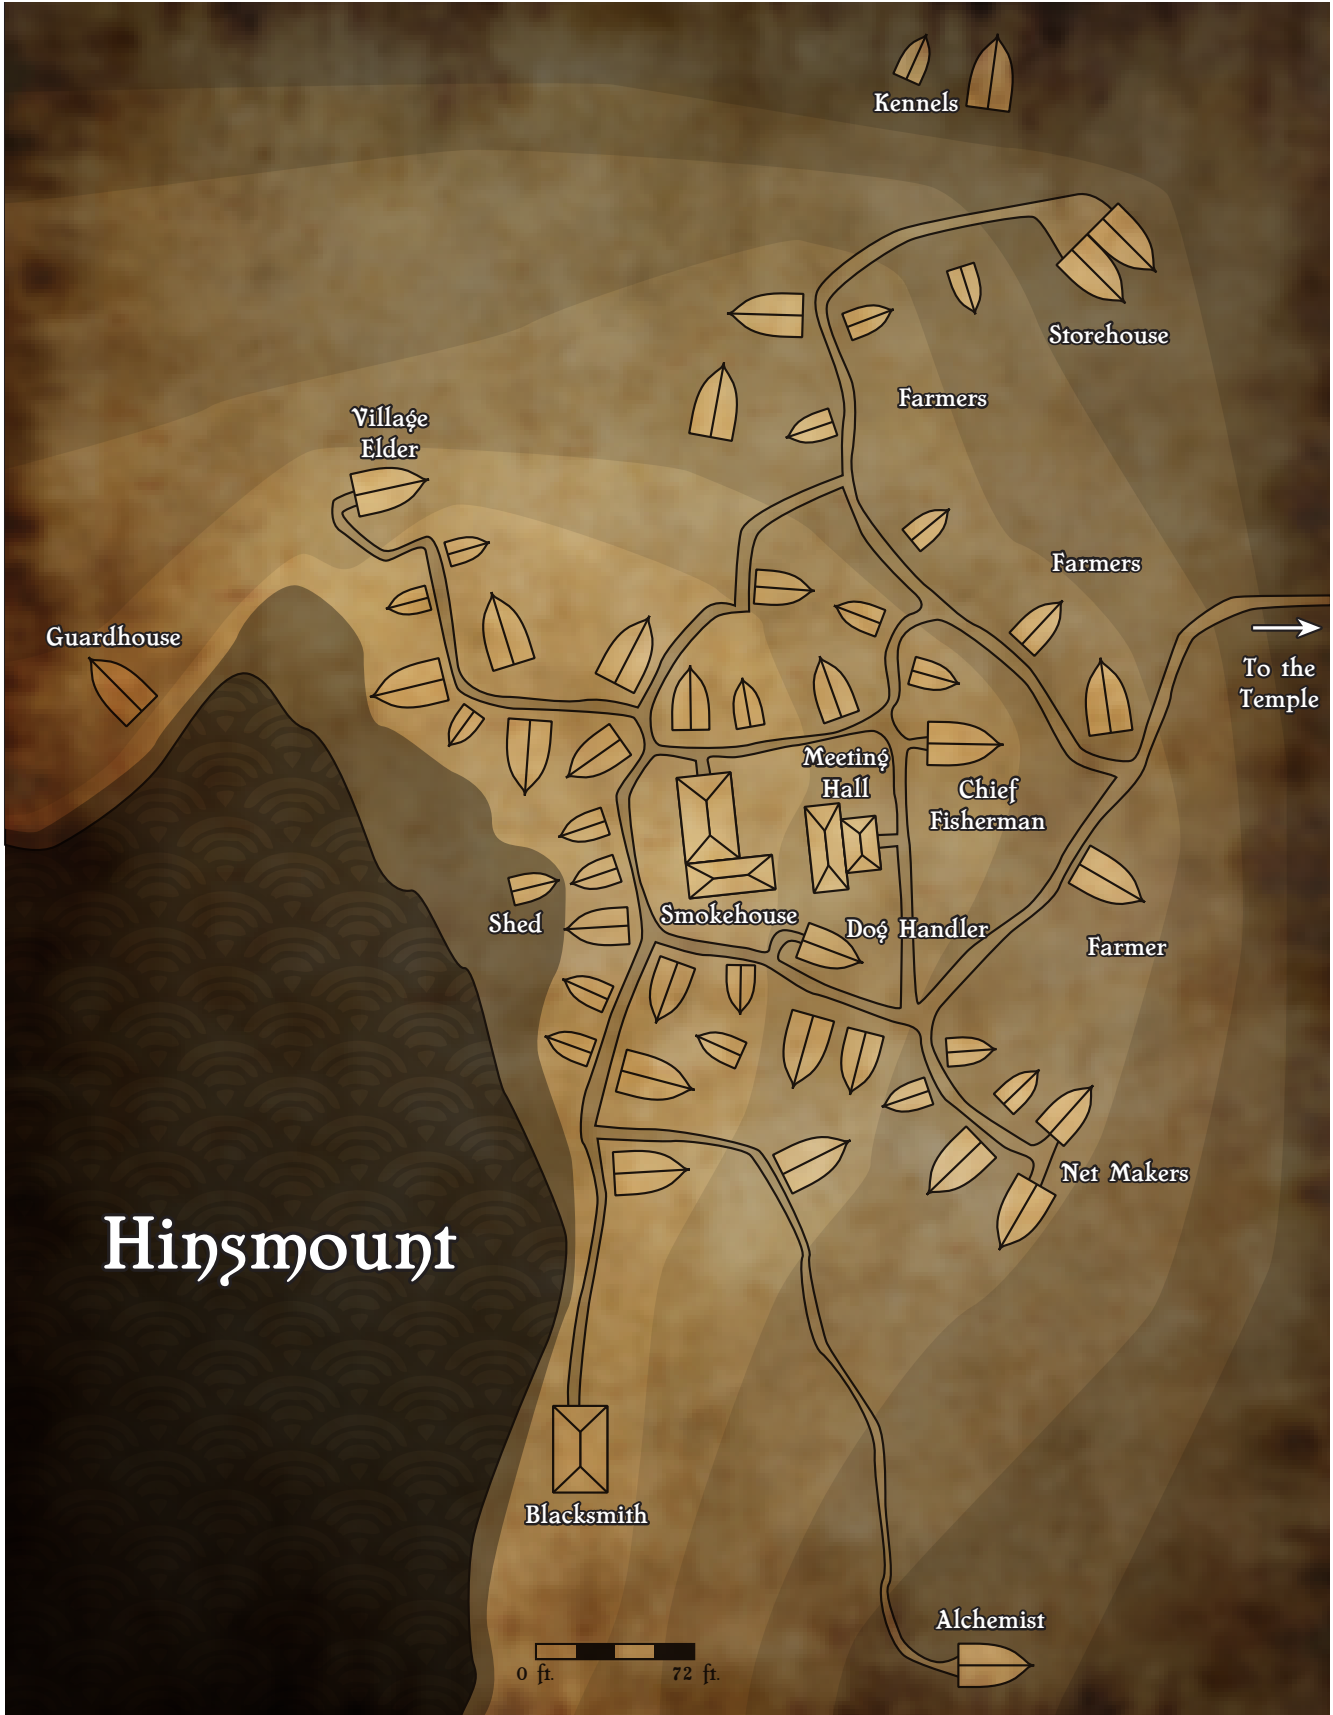 Kennels
Storehouse
Farmers
Village
Elder
Farmers
Guardhouse
To the
Temple
Meeting
Hall
Chief
Fisherman
Smokehouse
Shed
Dog Handler
Farmer
Net Makers
Hinsmount
Blacksmith
Alchemist
0 ft.
72 ft.